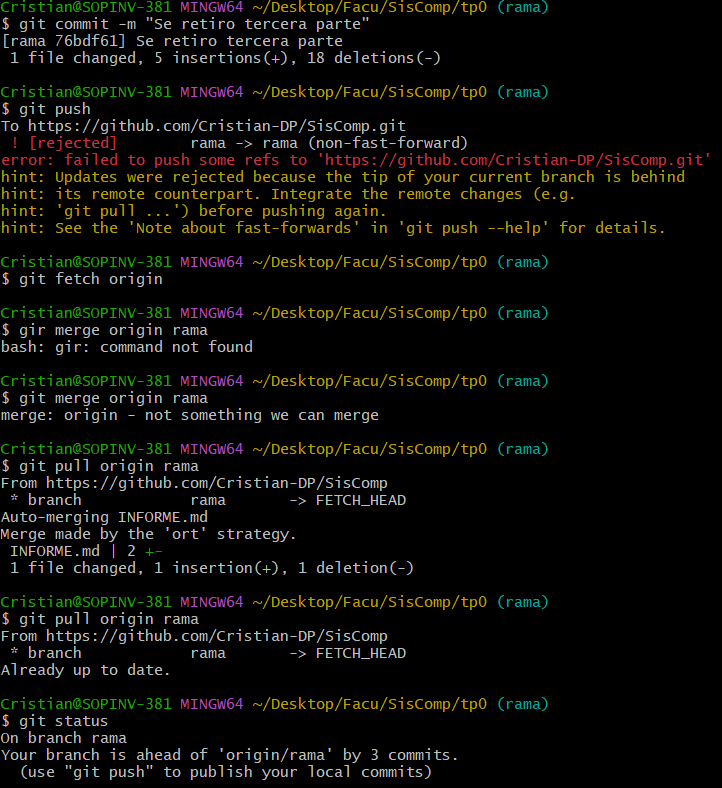 Cristian@SOPINV-381 MINGW64 ~/Desktop/Facu/SisComp/tp0 (rama)
$ git commit -m "Se retiro tercera parte"
[rama 76bdf61] Se retiro tercera parte
 1 file changed, 5 insertions(+), 18 deletions(-)

Cristian@SOPINV-381 MINGW64 ~/Desktop/Facu/SisComp/tp0 (rama)
$ git push
To https://github.com/Cristian-DP/SisComp.git
 ! [rejected]        rama -> rama (non-fast-forward)
error: failed to push some refs to 'https://github.com/Cristian-DP/SisComp.git'
hint: Updates were rejected because the tip of your current branch is behind
hint: its remote counterpart. Integrate the remote changes (e.g.
hint: 'git pull ...') before pushing again.
hint: See the 'Note about fast-forwards' in 'git push --help' for details.

Cristian@SOPINV-381 MINGW64 ~/Desktop/Facu/SisComp/tp0 (rama)
$ git fetch origin

Cristian@SOPINV-381 MINGW64 ~/Desktop/Facu/SisComp/tp0 (rama)
$ gir merge origin rama
bash: gir: command not found

Cristian@SOPINV-381 MINGW64 ~/Desktop/Facu/SisComp/tp0 (rama)
$ git merge origin rama
merge: origin - not something we can merge

Cristian@SOPINV-381 MINGW64 ~/Desktop/Facu/SisComp/tp0 (rama)
$ git pull origin rama
From https://github.com/Cristian-DP/SisComp
 * branch            rama       -> FETCH_HEAD
Auto-merging INFORME.md
Merge made by the 'ort' strategy.
 INFORME.md | 2 +-
 1 file changed, 1 insertion(+), 1 deletion(-)

Cristian@SOPINV-381 MINGW64 ~/Desktop/Facu/SisComp/tp0 (rama)
$ git pull origin rama
From https://github.com/Cristian-DP/SisComp
 * branch            rama       -> FETCH_HEAD
Already up to date.

Cristian@SOPINV-381 MINGW64 ~/Desktop/Facu/SisComp/tp0 (rama)
$ git status
On branch rama
Your branch is ahead of 'origin/rama' by 3 commits.
  (use "git push" to publish your local commits)